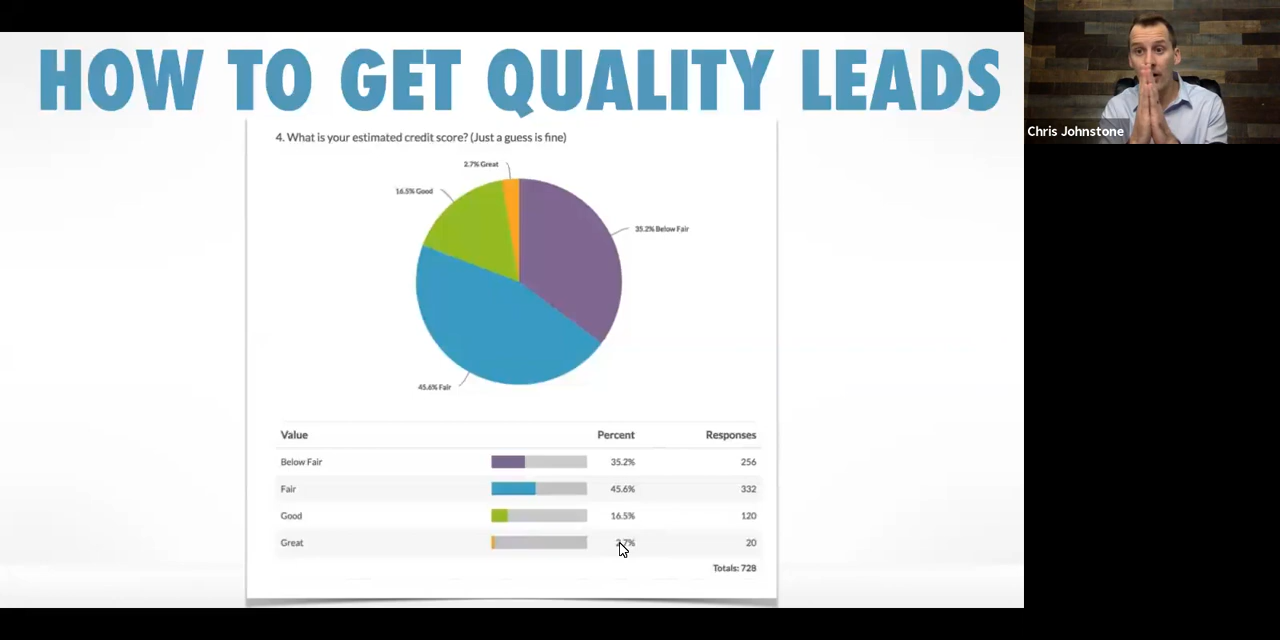 HOW TO GET QUALITY LEADS
Chris Johnstone
4. What is your estimated credit score? (Just a guess is fine)
2.7% Great
16.5% Good
35.2% Below Fair
45.6% Fair
Value Percent Responses
Below Fair 35.2% 256
Fair 45.6% 332
Good 16.5% 120
Great 2.7% 20
Totals: 728